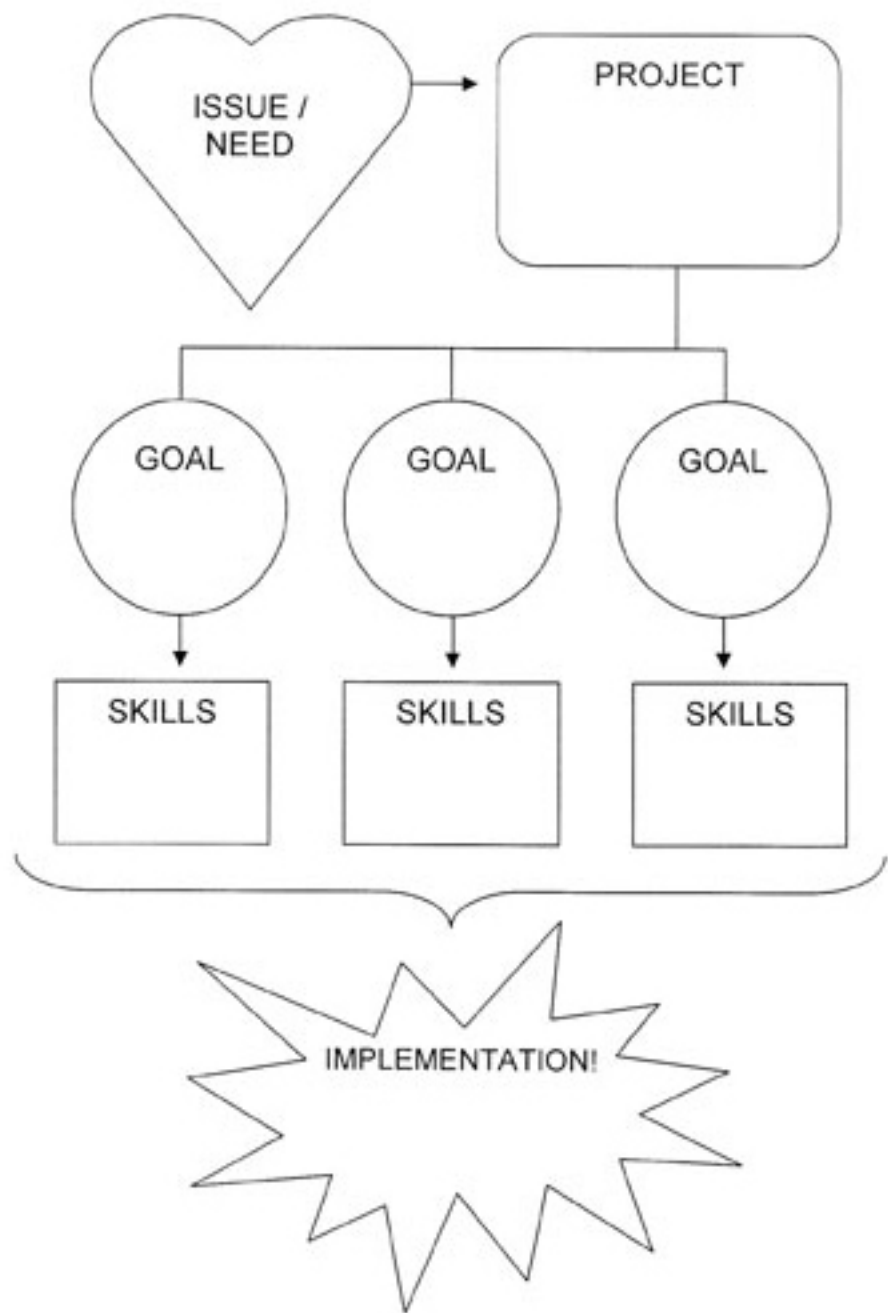 ISSUE /
NEED
PROJECT
GOAL
GOAL
GOAL
SKILLS
SKILLS
SKILLS
IMPLEMENTATION!